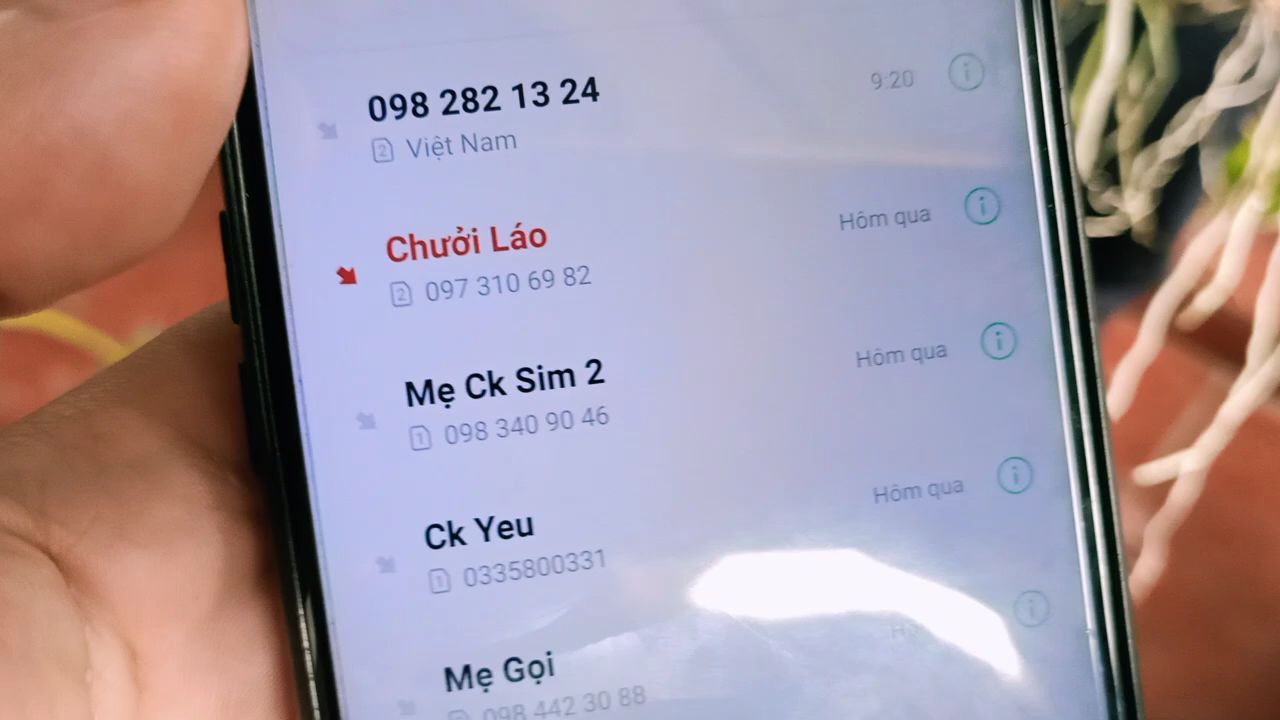 098 282 13 24
9:20
2 Việt Nam
Chưởi Láo
Hôm qua
2 097 310 69 82
Mẹ Ck Sim 2
Hôm qua
1 098 340 90 46
Ck Yeu
Hôm qua
1 0335800331
Mẹ Gọi
098 442 30 88